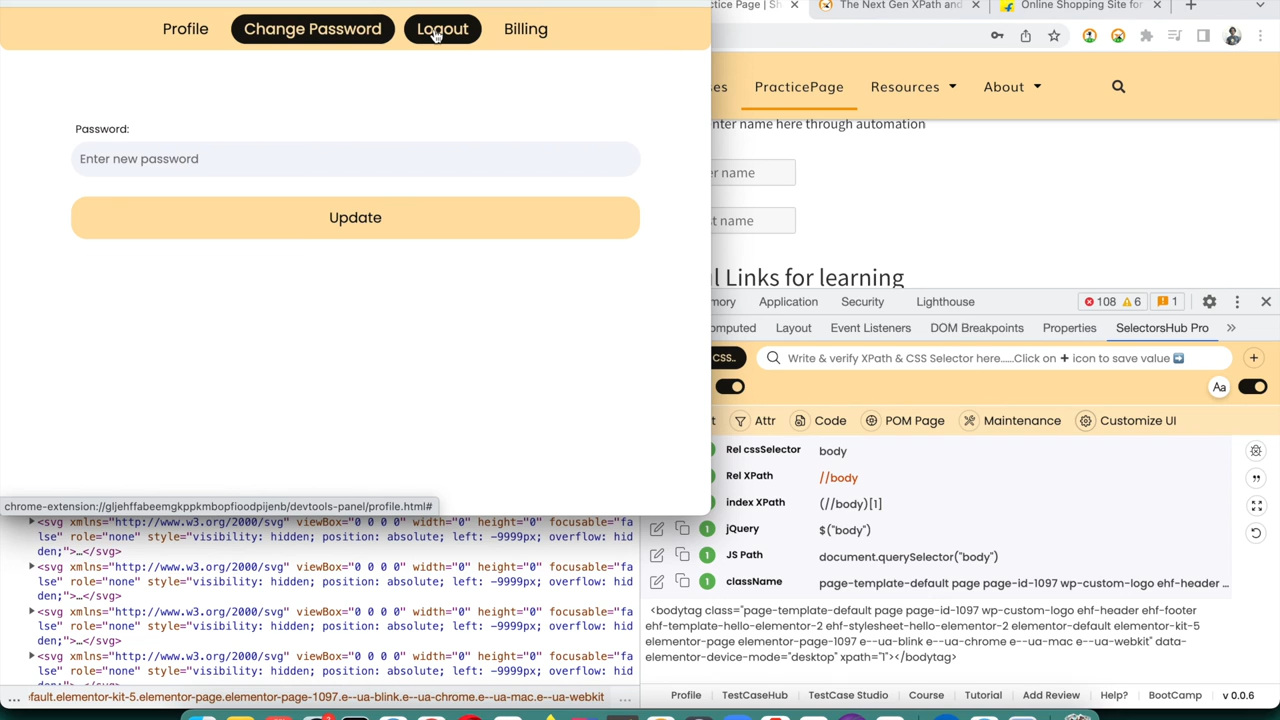 Profile
Change Password
Logout
Billing
Password:
Enter new password
Update
chrome-extension://gljehffabeemgkppkmbopfioodpijenb/devtools-panel/profile.html#
Practice Page | S
The Next Gen XPath and
Online Shopping Site for
PracticePage
Resources
About
enter name here through automation
name
name
Links for learning
108
6
1
Application
Security
Lighthouse
Layout
Event Listeners
DOM Breakpoints
Properties
SelectorsHub Pro
CSS..
Write & verify XPath & CSS Selector here......Click on + icon to save value
Aa
Attr
Code
POM Page
Maintenance
Customize UI
Rel cssSelector body
Rel XPath //body
index XPath (//body)[1]
1 jQuery $("body")
1 JS Path document.querySelector("body")
1 className page-template-default page page-id-1097 wp-custom-logo ehf-header ...
<bodytag class="page-template-default page page-id-1097 wp-custom-logo ehf-header ehf-footer
ehf-template-hello-elementor-2 ehf-stylesheet-hello-elementor-2 elementor-default elementor-kit-5
elementor-page elementor-page-1097 e--ua-blink e--ua-chrome e--ua-mac e--ua-webkit" data-
elementor-device-mode="desktop" xpath="1"></bodytag>
<svg xmlns="http://www.w3.org/2000/svg" viewBox="0 0 0 0" width="0" height="0" focusable="fa
lse" role="none" style="visibility: hidden; position: absolute; left: -9999px; overflow: hid
den;">…</svg>
<svg xmlns="http://www.w3.org/2000/svg" viewBox="0 0 0 0" width="0" height="0" focusable="fa
lse" role="none" style="visibility: hidden; position: absolute; left: -9999px; overflow: hid
den;">…</svg>
<svg xmlns="http://www.w3.org/2000/svg" viewBox="0 0 0 0" width="0" height="0" focusable="fa
lse" role="none" style="visibility: hidden; position: absolute; left: -9999px; overflow: hid
den;">…</svg>
<svg xmlns="http://www.w3.org/2000/svg" viewBox="0 0 0 0" width="0" height="0" focusable="fa
lse" role="none" style="visibility: hidden; position: absolute; left: -9999px; overflow: hid
den;">…</svg>
... fault.elementor-kit-5.elementor-page.elementor-page-1097.e--ua-blink.e--ua-chrome.e--ua-mac.e--ua-webkit ...
Profile
TestCaseHub
TestCase Studio
Course
Tutorial
Add Review
Help?
BootCamp
v 0.0.6